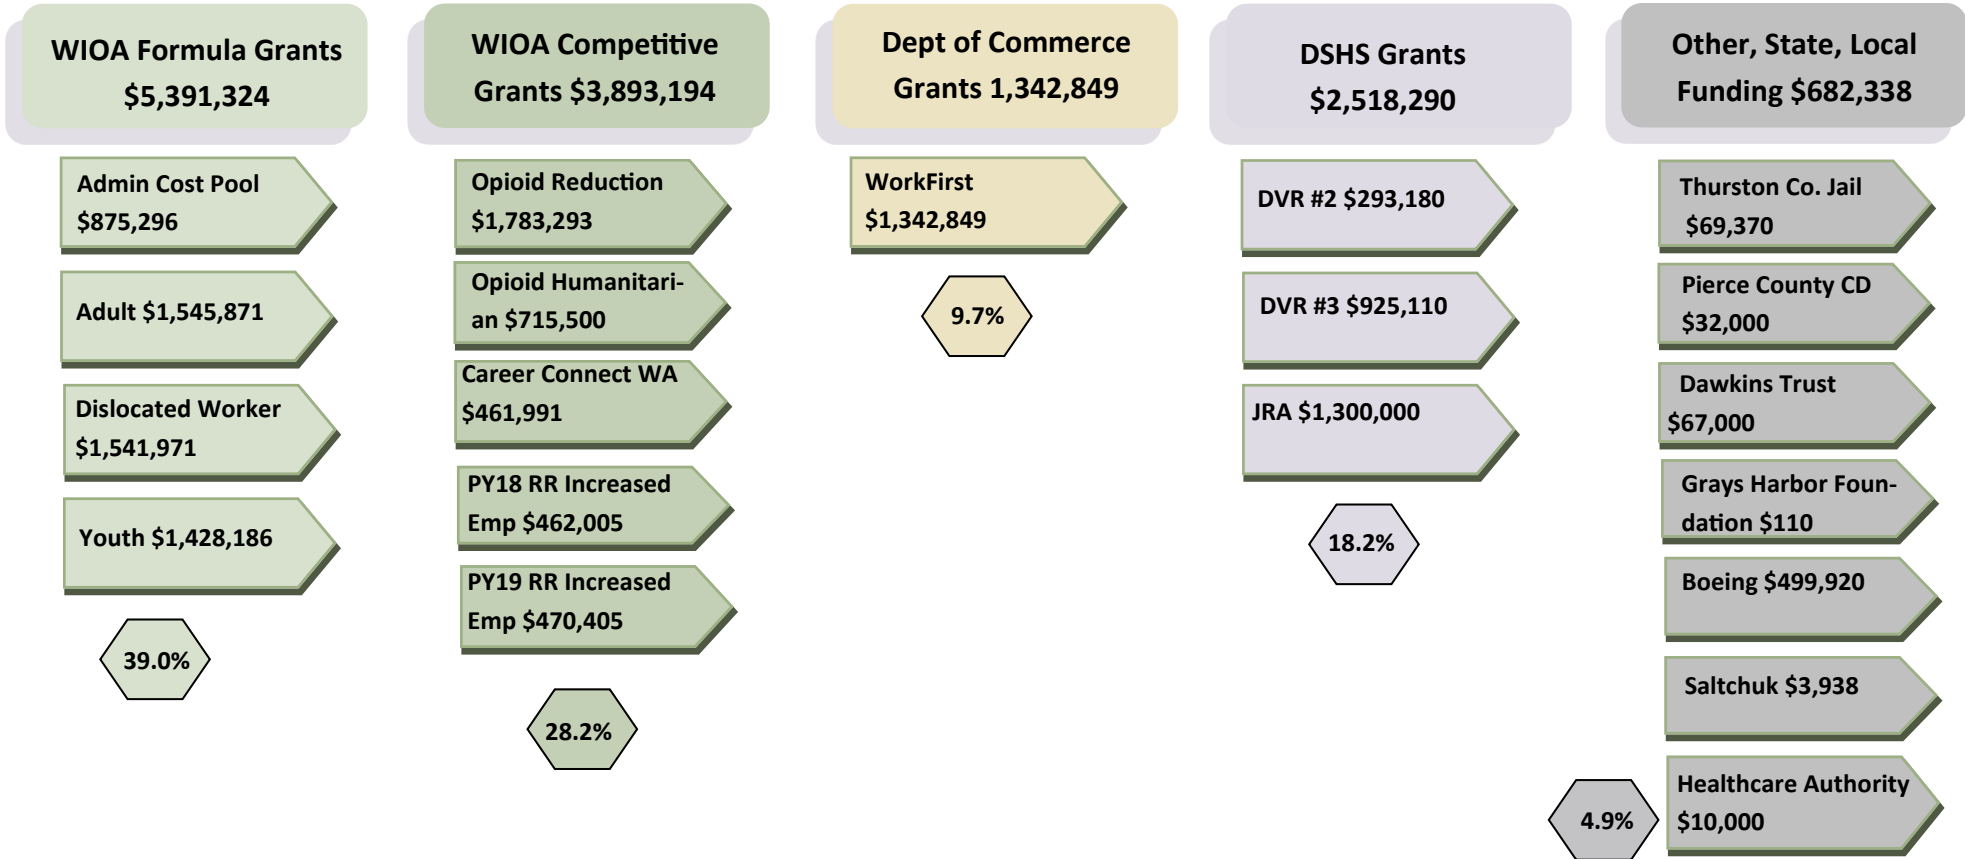 WIOA Formula Grants
$5,391,324
Admin Cost Pool
$875,296
Adult $1,545,871
Dislocated Worker
$1,541,971
Youth $1,428,186
39.0%
WIOA Competitive
Grants $3,893,194
Opioid Reduction
$1,783,293
Opioid Humanitari-
an $715,500
Career Connect WA
$461,991
PY18 RR Increased
Emp $462,005
PY19 RR Increased
Emp $470,405
28.2%
Dept of Commerce
Grants 1,342,849
WorkFirst
$1,342,849
9.7%
DSHS Grants
$2,518,290
DVR #2 $293,180
DVR #3 $925,110
JRA $1,300,000
18.2%
Other, State, Local
Funding $682,338
Thurston Co. Jail
$69,370
Pierce County CD
$32,000
Dawkins Trust
$67,000
Grays Harbor Foun-
dation $110
Boeing $499,920
Saltchuk $3,938
Healthcare Authority
$10,000
4.9%